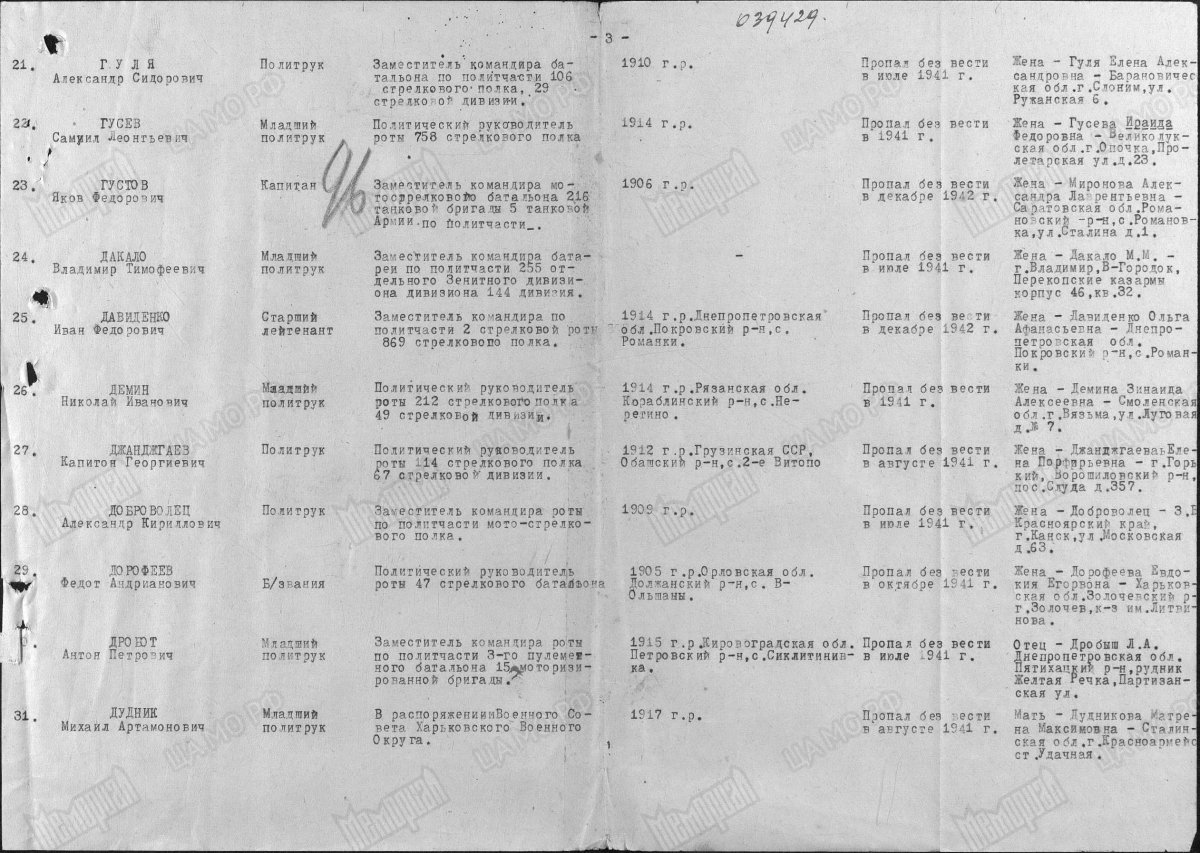 039429.
- 3 -
21. ГУЛЯ
Александр Сидорович
Политрук
Заместитель командира ба-
тальона по политчасти 106
стрелкового полка, 29
стрелковой дивизии.
1910 г.р.
Пропал без вести
в июле 1941 г.
Жена - Гуля Елена Алек-
сандровна - Барановичес
кая обл.г.Слоним,ул.
Ружанская 6.
22. ГУСЕВ
Самуил Леонтьевич
Младший
политрук
Политический руководитель
роты 758 стрелкового полка
1914 г.р.
Пропал без вести
в 1941 г.
Жена - Гусева Ираида
Федоровна - Великолук-
ская обл.г.Опочка,Про-
летарская ул.д.23.
23. ГУСТОВ
Яков Федорович
Капитан
96
Заместитель командира мо-
тострелкового батальона 216
танковой бригады 5 танковой
Армии по политчасти.
1906 г.р.
Пропал без вести
в декабре 1942 г.
Жена - Миронова Алек-
сандра Лаврентьевна -
Саратовская обл.Рома-
новский р-н,с.Романов-
ка,ул.Сталина д.1.
24. ДАКАЛО
Владимир Тимофеевич
Младший
политрук
Заместитель командира бата-
реи по политчасти 255 от-
дельного Зенитного дивизи-
она дивизиона 144 дивизия.
-
Пропал без вести
в июле 1941 г.
Жена - Дакало М.М. -
г.Владимир,В-Городок,
Перекопские казармы
корпус 46,кв.32.
25. ДАВИДЕНКО
Иван Федорович
Старший
лейтенант
Заместитель командира по
политчасти 2 стрелковой роты
869 стрелкового полка.
1914 г.р.Днепропетровская
обл.Покровский р-н,с.
Романки.
Пропал без вести
в декабре 1942 г.
Жена - Давиденко Ольга
Афанасьевна - Днепро-
петровская обл.
Покровский р-н,с.Роман-
ки.
26. ДЕМИН
Николай Иванович
Младший
политрук
Политический руководитель
роты 212 стрелкового полка
49 стрелковой дивизии.
1914 г.р.Рязанская обл.
Кораблинский р-н,с.Не-
ретино.
Пропал без вести
в 1941 г.
Жена - Демина Зинаида
Алексеевна - Смоленская
обл.г.Вязьма,ул.Луговая
д.№ 7.
27. ДЖАНДЖГАЕВ
Капитон Георгиевич
Политрук
Политический руководитель
роты 114 стрелкового полка
67 стрелковой дивизии.
1912 г.р.Грузинская ССР,
Обашский р-н,с.2-е Витопо
Пропал без вести
в августе 1941 г.
Жена - ДжанджгаеваьЕле-
на Порфирьевна - г.Горь
кий, Ворошиловский р-н,
пос.Слуда д.357.
28. ДОБРОВОЛЕЦ
Александр Кириллович
Политрук
Заместитель командира роты
по политчасти мото-стрелко-
вого полка.
1909 г.р.
Пропал без вести
в июле 1941 г.
Жена - Доброволец - З.В
Красноярский край,
г.Канск,ул.Московская
д.63.
29. ДОРОФЕЕВ
Федот Андрианович
Б/звания
Политический руководитель
роты 47 стрелкового батальона
1905 г.р.Орловская обл.
Должанский р-н,с. В-
Ольшаны.
Пропал без вести
в октябре 1941 г.
Жена - Дорофеева Евдо-
кия Егорвона - Харьков-
ская обл.Золочевский р-
г.Золочев,к-з им.Литви-
нова.
0. ДРОБОТ
Антон Петрович
Младший
политрук
Заместитель командира роты
по политчасти 3-го пулемет-
ного батальона 15 моторизи-
рованной бригады.
1915 г.р.Кировоградская обл.
Петровский р-н,с.Сиклитинив-
ка.
Пропал без вести
в июле 1941 г.
Отец - Дробыш Л.А.
Днепропетровская обл.
Пятихацкий р-н,рудник
Желтая Речка,Партизан-
ская ул.
31. ДУДНИК
Михаил Артамонович
Младший
политрук
В распоряжениинВоенного Со-
вета Харьковского Военного
Округа.
1917 г.р.
Пропал без вести
в августе 1941 г.
Мать - Дудникова Матре-
на Максимовна - Сталин-
ская обл.г.Красноармейс
ст.Удачная.
Мемориал
ЦАМО РФ